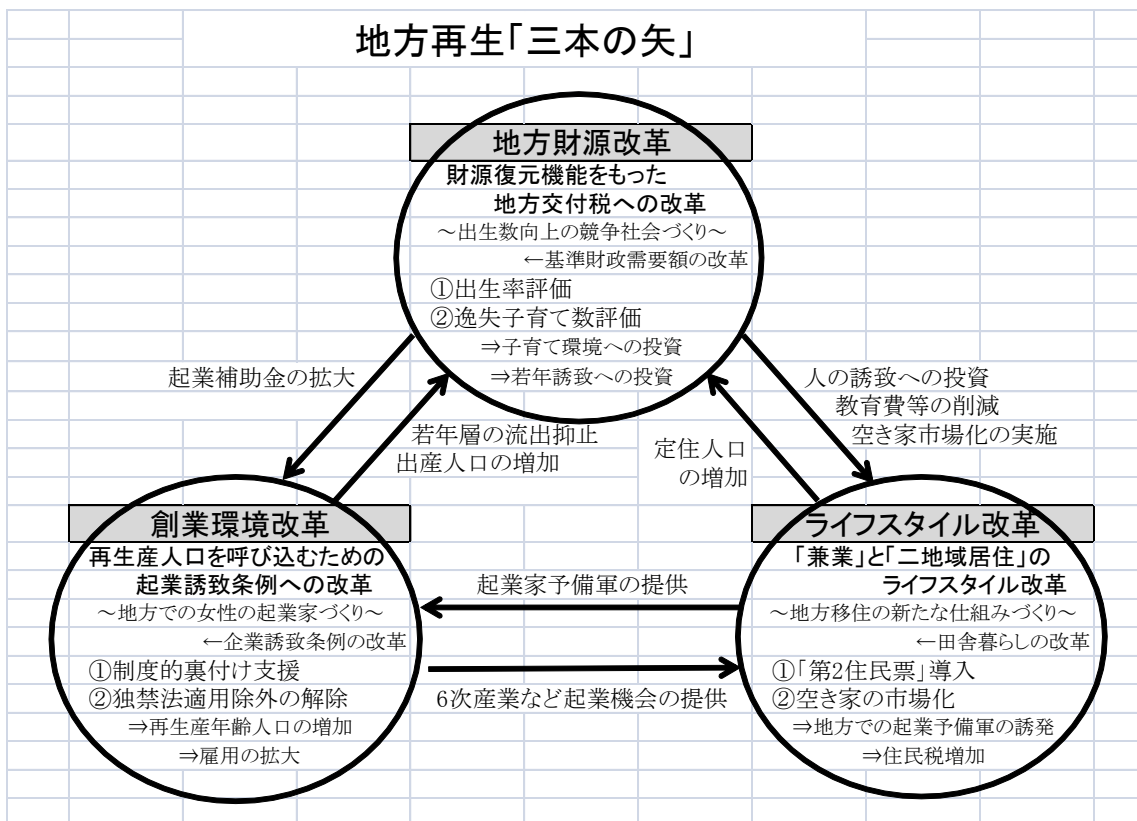 地方再生「三本の矢」
地方財源改革
財源復元機能をもった
地方交付税への改革
～出生数向上の競争社会づくり～
←基準財政需要額の改革
①出生率評価
②逸失子育て数評価
⇒子育て環境への投資
⇒若年誘致への投資
起業補助金の拡大
若年層の流出抑止
出産人口の増加
定住人口
の増加
人の誘致への投資
教育費等の削減
空き家市場化の実施
創業環境改革
再生産人口を呼び込むための
起業誘致条例への改革
～地方での女性の起業家づくり～
←企業誘致条例の改革
①制度的裏付け支援
②独禁法適用除外の解除
⇒再生産年齢人口の増加
⇒雇用の拡大
起業家予備軍の提供
6次産業など起業機会の提供
ライフスタイル改革
「兼業」と「二地域居住」の
ライフスタイル改革
～地方移住の新たな仕組みづくり～
←田舎暮らしの改革
①「第2住民票」導入
②空き家の市場化
⇒地方での起業予備軍の誘発
⇒住民税増加